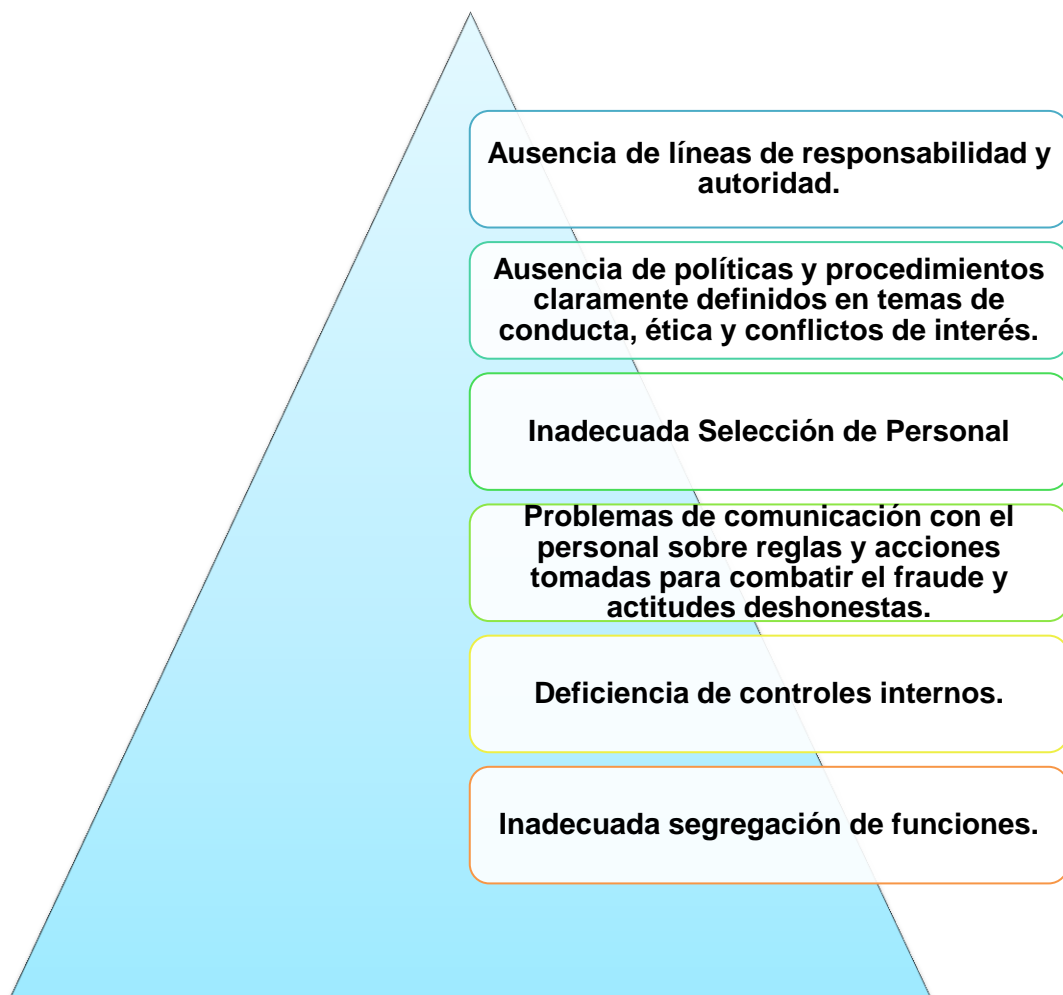 Ausencia de líneas de responsabilidad y
autoridad.
Ausencia de políticas y procedimientos
claramente definidos en temas de
conducta, ética y conflictos de interés.
Inadecuada Selección de Personal
Problemas de comunicación con el
personal sobre reglas y acciones
tomadas para combatir el fraude y
actitudes deshonestas.
Deficiencia de controles internos.
Inadecuada segregación de funciones.